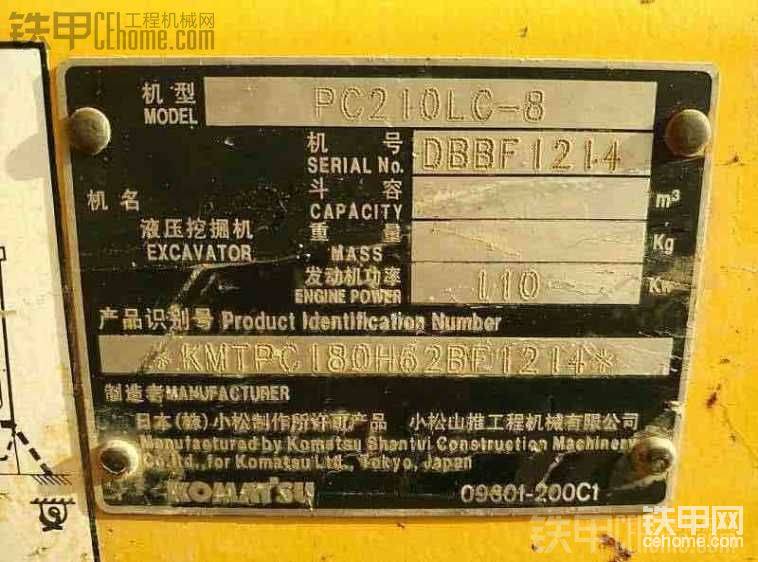 铁甲 工程机械网
CEhome.com
机型 PC210LC-8
MODEL
机号 DBBF1214
SERIAL No.
机名
斗容 m³
CAPACITY
液压挖掘机
EXCAVATOR
重量 Kg
MASS
发动机功率 110 Kw
ENGINE POWER
产品识别号 Product Identification Number
*KMTPC180H62BF1214*
制造者MANUFACTURER
日本(株)小松制作所许可产品 小松山推工程机械有限公司
Manufactured by Komatsu Shantui Construction Machinery
Co.,ltd., for Komatsu Ltd., Tokyo, Japan
KOMATSU 09601-200C1
铁甲网
cehome.com